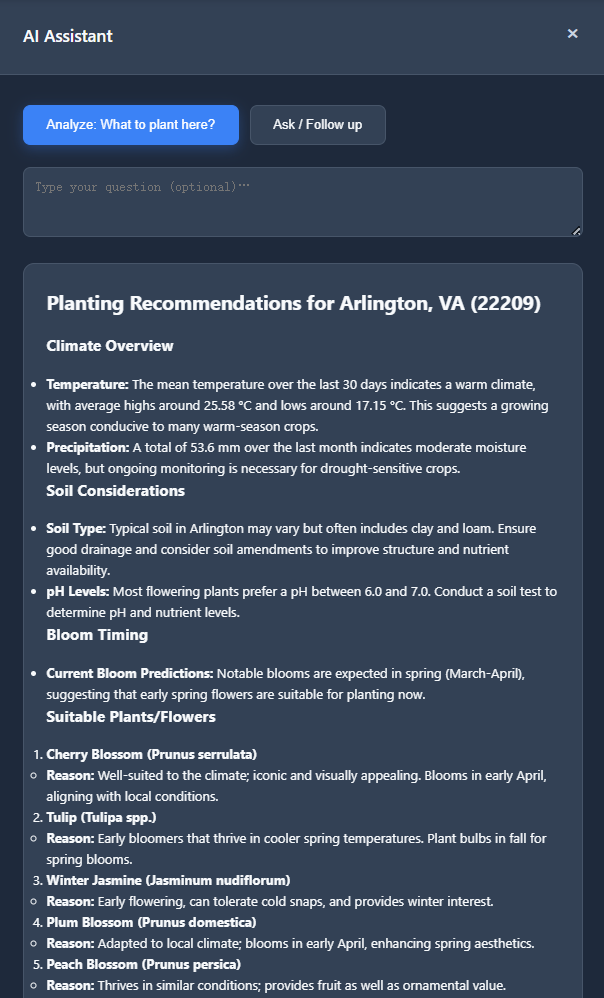 AI Assistant
×
Analyze: What to plant here?
Ask / Follow up
Type your question (optional)…
Planting Recommendations for Arlington, VA (22209)
Climate Overview
• Temperature: The mean temperature over the last 30 days indicates a warm climate,
with average highs around 25.58 °C and lows around 17.15 °C. This suggests a growing
season conducive to many warm-season crops.
• Precipitation: A total of 53.6 mm over the last month indicates moderate moisture
levels, but ongoing monitoring is necessary for drought-sensitive crops.
Soil Considerations
• Soil Type: Typical soil in Arlington may vary but often includes clay and loam. Ensure
good drainage and consider soil amendments to improve structure and nutrient
availability.
• pH Levels: Most flowering plants prefer a pH between 6.0 and 7.0. Conduct a soil test to
determine pH and nutrient levels.
Bloom Timing
• Current Bloom Predictions: Notable blooms are expected in spring (March-April),
suggesting that early spring flowers are suitable for planting now.
Suitable Plants/Flowers
1. Cherry Blossom (Prunus serrulata)
◦ Reason: Well-suited to the climate; iconic and visually appealing. Blooms in early April,
aligning with local conditions.
2. Tulip (Tulipa spp.)
◦ Reason: Early bloomers that thrive in cooler spring temperatures. Plant bulbs in fall for
spring blooms.
3. Winter Jasmine (Jasminum nudiflorum)
◦ Reason: Early flowering, can tolerate cold snaps, and provides winter interest.
4. Plum Blossom (Prunus domestica)
◦ Reason: Adapted to local climate; blooms in early April, enhancing spring aesthetics.
5. Peach Blossom (Prunus persica)
◦ Reason: Thrives in similar conditions; provides fruit as well as ornamental value.